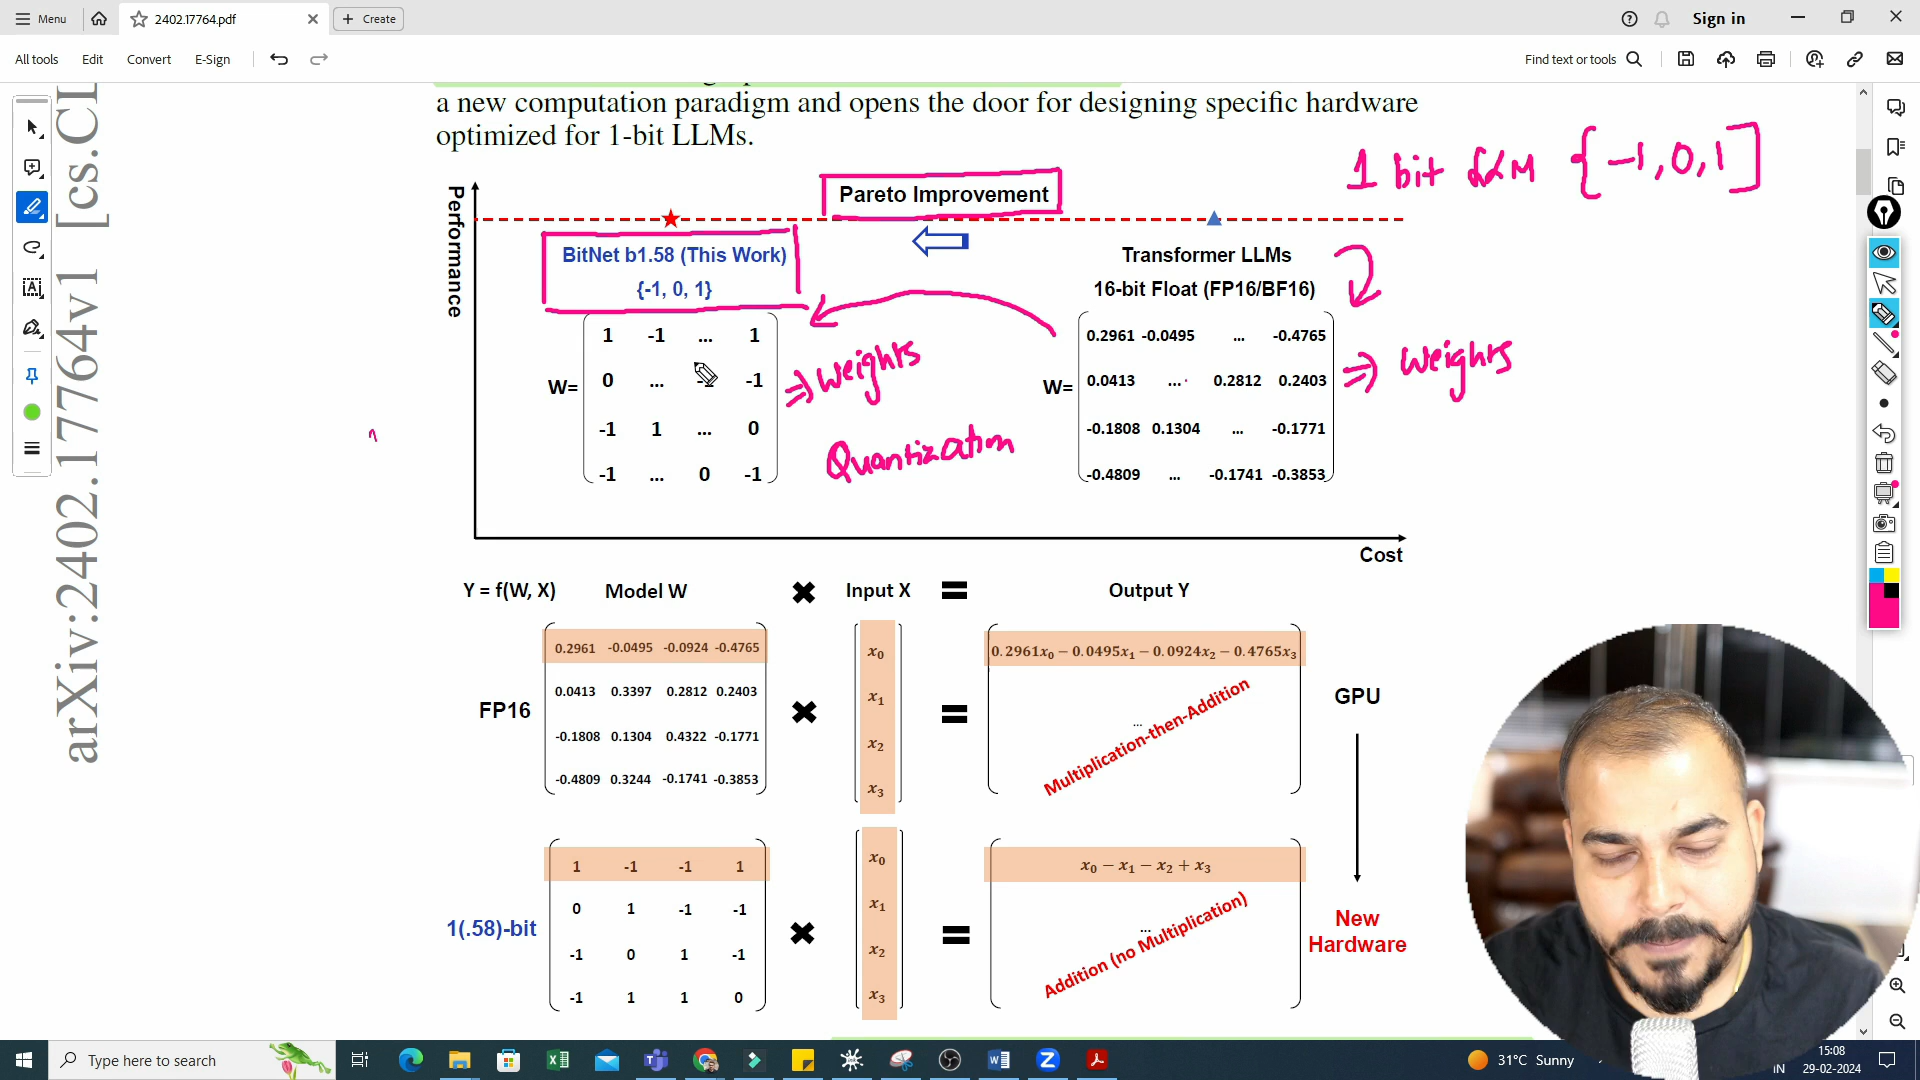 Menu
2402.17764.pdf
Create
Sign in
All tools Edit Convert E-Sign
Find text or tools
a new computation paradigm and opens the door for designing specific hardware
optimized for 1-bit LLMs.
1 bit LLM {-1,0,1]
Pareto Improvement
Performance
BitNet b1.58 (This Work)
{-1, 0, 1}
Transformer LLMs
16-bit Float (FP16/BF16)
W=
1 -1 ... 1
0 ... -1
-1 1 ... 0
-1 ... 0 -1
⇒ Weights
Quantization
W=
0.2961 -0.0495 ... -0.4765
0.0413 ... 0.2812 0.2403
-0.1808 0.1304 ... -0.1771
-0.4809 ... -0.1741 -0.3853
⇒ Weights
Cost
Y = f(W, X) Model W ✖ Input X = Output Y
FP16
0.2961 -0.0495 -0.0924 -0.4765
0.0413 0.3397 0.2812 0.2403
-0.1808 0.1304 0.4322 -0.1771
-0.4809 0.3244 -0.1741 -0.3853
✖
x₀
x₁
x₂
x₃
=
0.2961x₀ − 0.0495x₁ − 0.0924x₂ − 0.4765x₃
...
Multiplication-then-Addition
GPU
1(.58)-bit
1 -1 -1 1
0 1 -1 -1
-1 0 1 -1
-1 1 1 0
✖
x₀
x₁
x₂
x₃
=
x₀ − x₁ − x₂ + x₃
...
Addition (no Multiplication)
New
Hardware
arXiv:2402.17764v1 [cs.CL
Type here to search
31°C Sunny
IN
15:08
29-02-2024